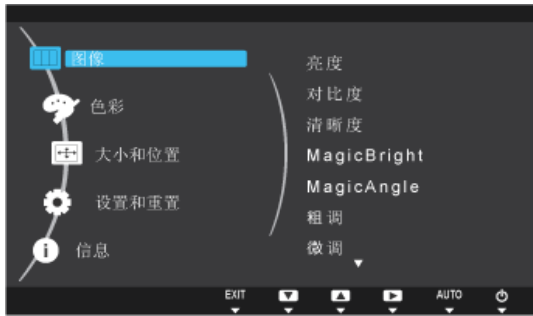 图像
色彩
大小和位置
设置和重置
信息
亮度
对比度
清晰度
MagicBright
MagicAngle
粗调
微调
EXIT
AUTO